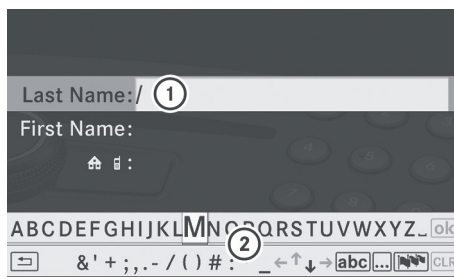 Last Name:/ 1
First Name:
:
ABCDEFGHIJKLMNOPQRSTUVWXYZ_ ok
2
&'+;,.-/()#: _←↑↓→ abc ... CLR